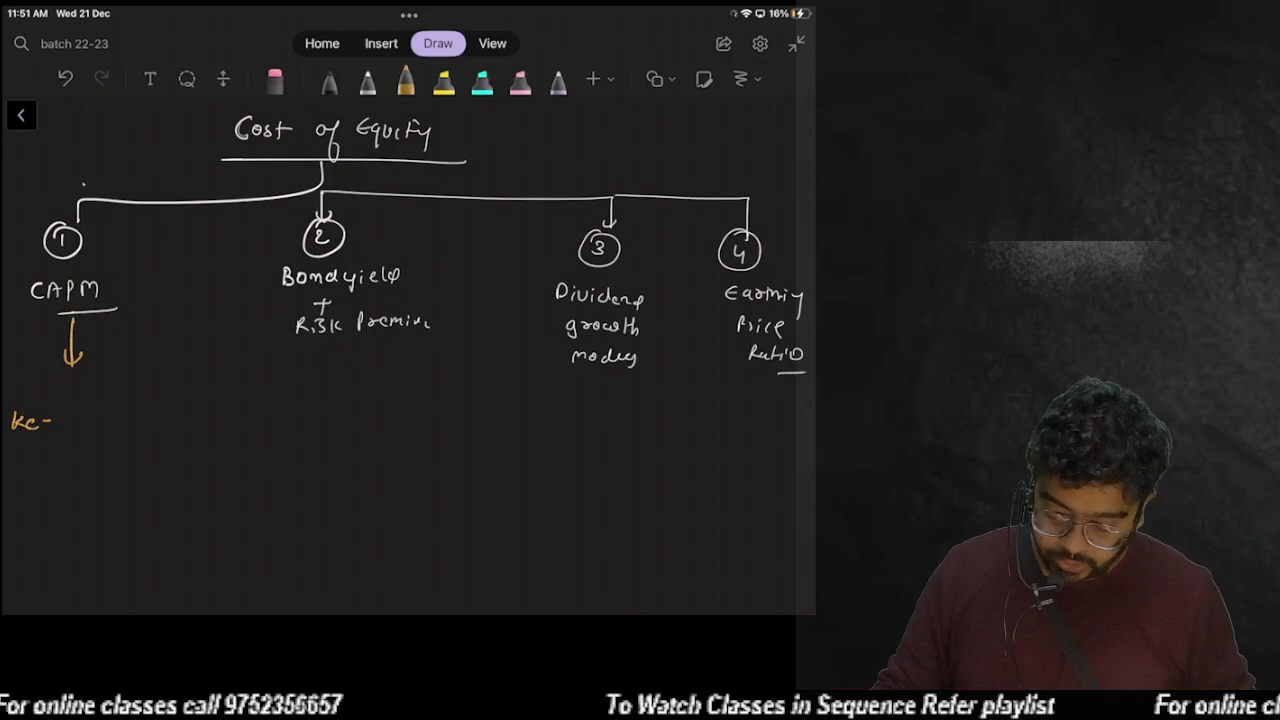 11:51 AM Wed 21 Dec
16%
batch 22-23
Home Insert Draw View
Cost of Equity
1
2
3
4
CAPM
Bond yield
+
Risk Premium
Dividend
growth
model
Earning
Price
Ratio
Ke=
For online classes call 9752356657 To Watch Classes in Sequence Refer playlist For online cl